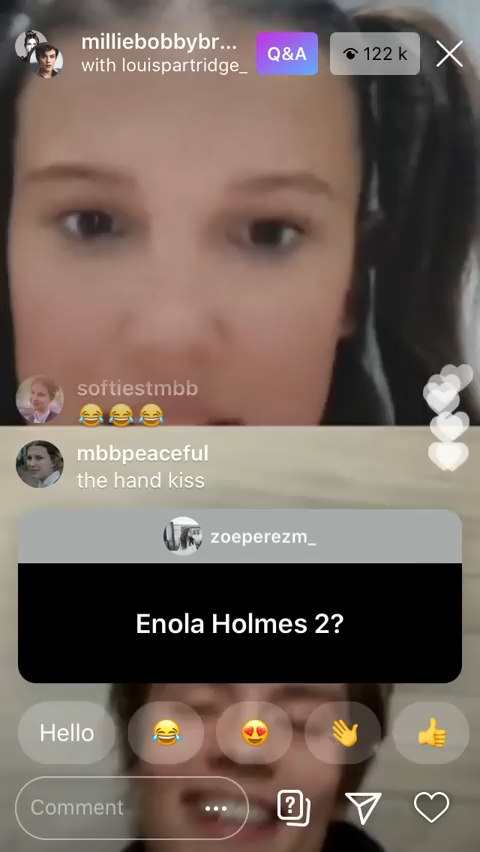 milliebobbybr...
with louispartridge_
Q&A
122 k
softiestmbb
😂😂😂
mbbpeaceful
the hand kiss
zoeperezm_
Enola Holmes 2?
Hello
Comment